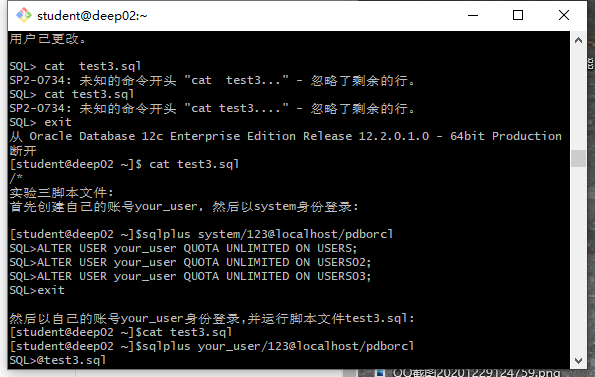 student@deep02:~
用户已更改。
SQL> cat  test3.sql
SP2-0734: 未知的命令开头 "cat  test3..." - 忽略了剩余的行。
SQL> cat test3.sql
SP2-0734: 未知的命令开头 "cat test3...." - 忽略了剩余的行。
SQL> exit
从 Oracle Database 12c Enterprise Edition Release 12.2.0.1.0 - 64bit Production
断开
[student@deep02 ~]$ cat test3.sql
/*
实验三脚本文件:
首先创建自己的账号your_user, 然后以system身份登录:
[student@deep02 ~]$sqlplus system/123@localhost/pdborcl
SQL>ALTER USER your_user QUOTA UNLIMITED ON USERS;
SQL>ALTER USER your_user QUOTA UNLIMITED ON USERS02;
SQL>ALTER USER your_user QUOTA UNLIMITED ON USERS03;
SQL>exit
然后以自己的账号your_user身份登录,并运行脚本文件test3.sql:
[student@deep02 ~]$cat test3.sql
[student@deep02 ~]$sqlplus your_user/123@localhost/pdborcl
SQL>@test3.sql
QQ截图20201229124759.png